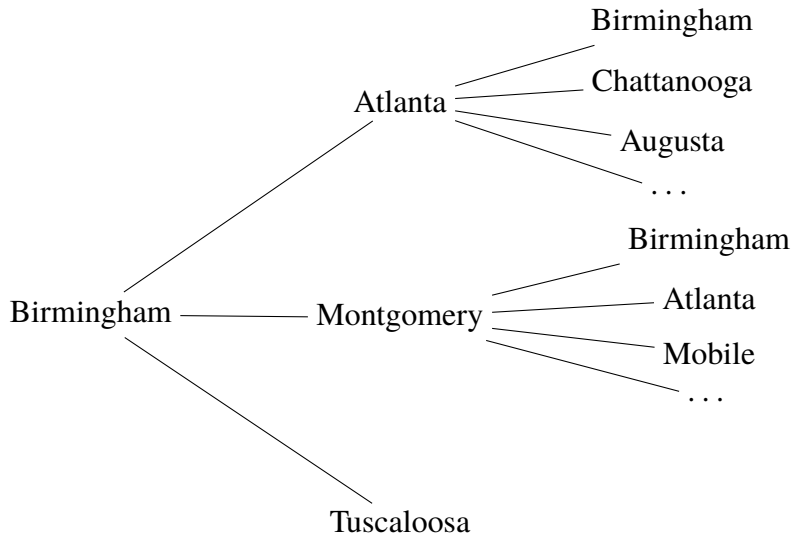 Birmingham
Chattanooga
Atlanta
Augusta
. . .
Birmingham
Atlanta
Birmingham
Montgomery
Mobile
. . .
Tuscaloosa